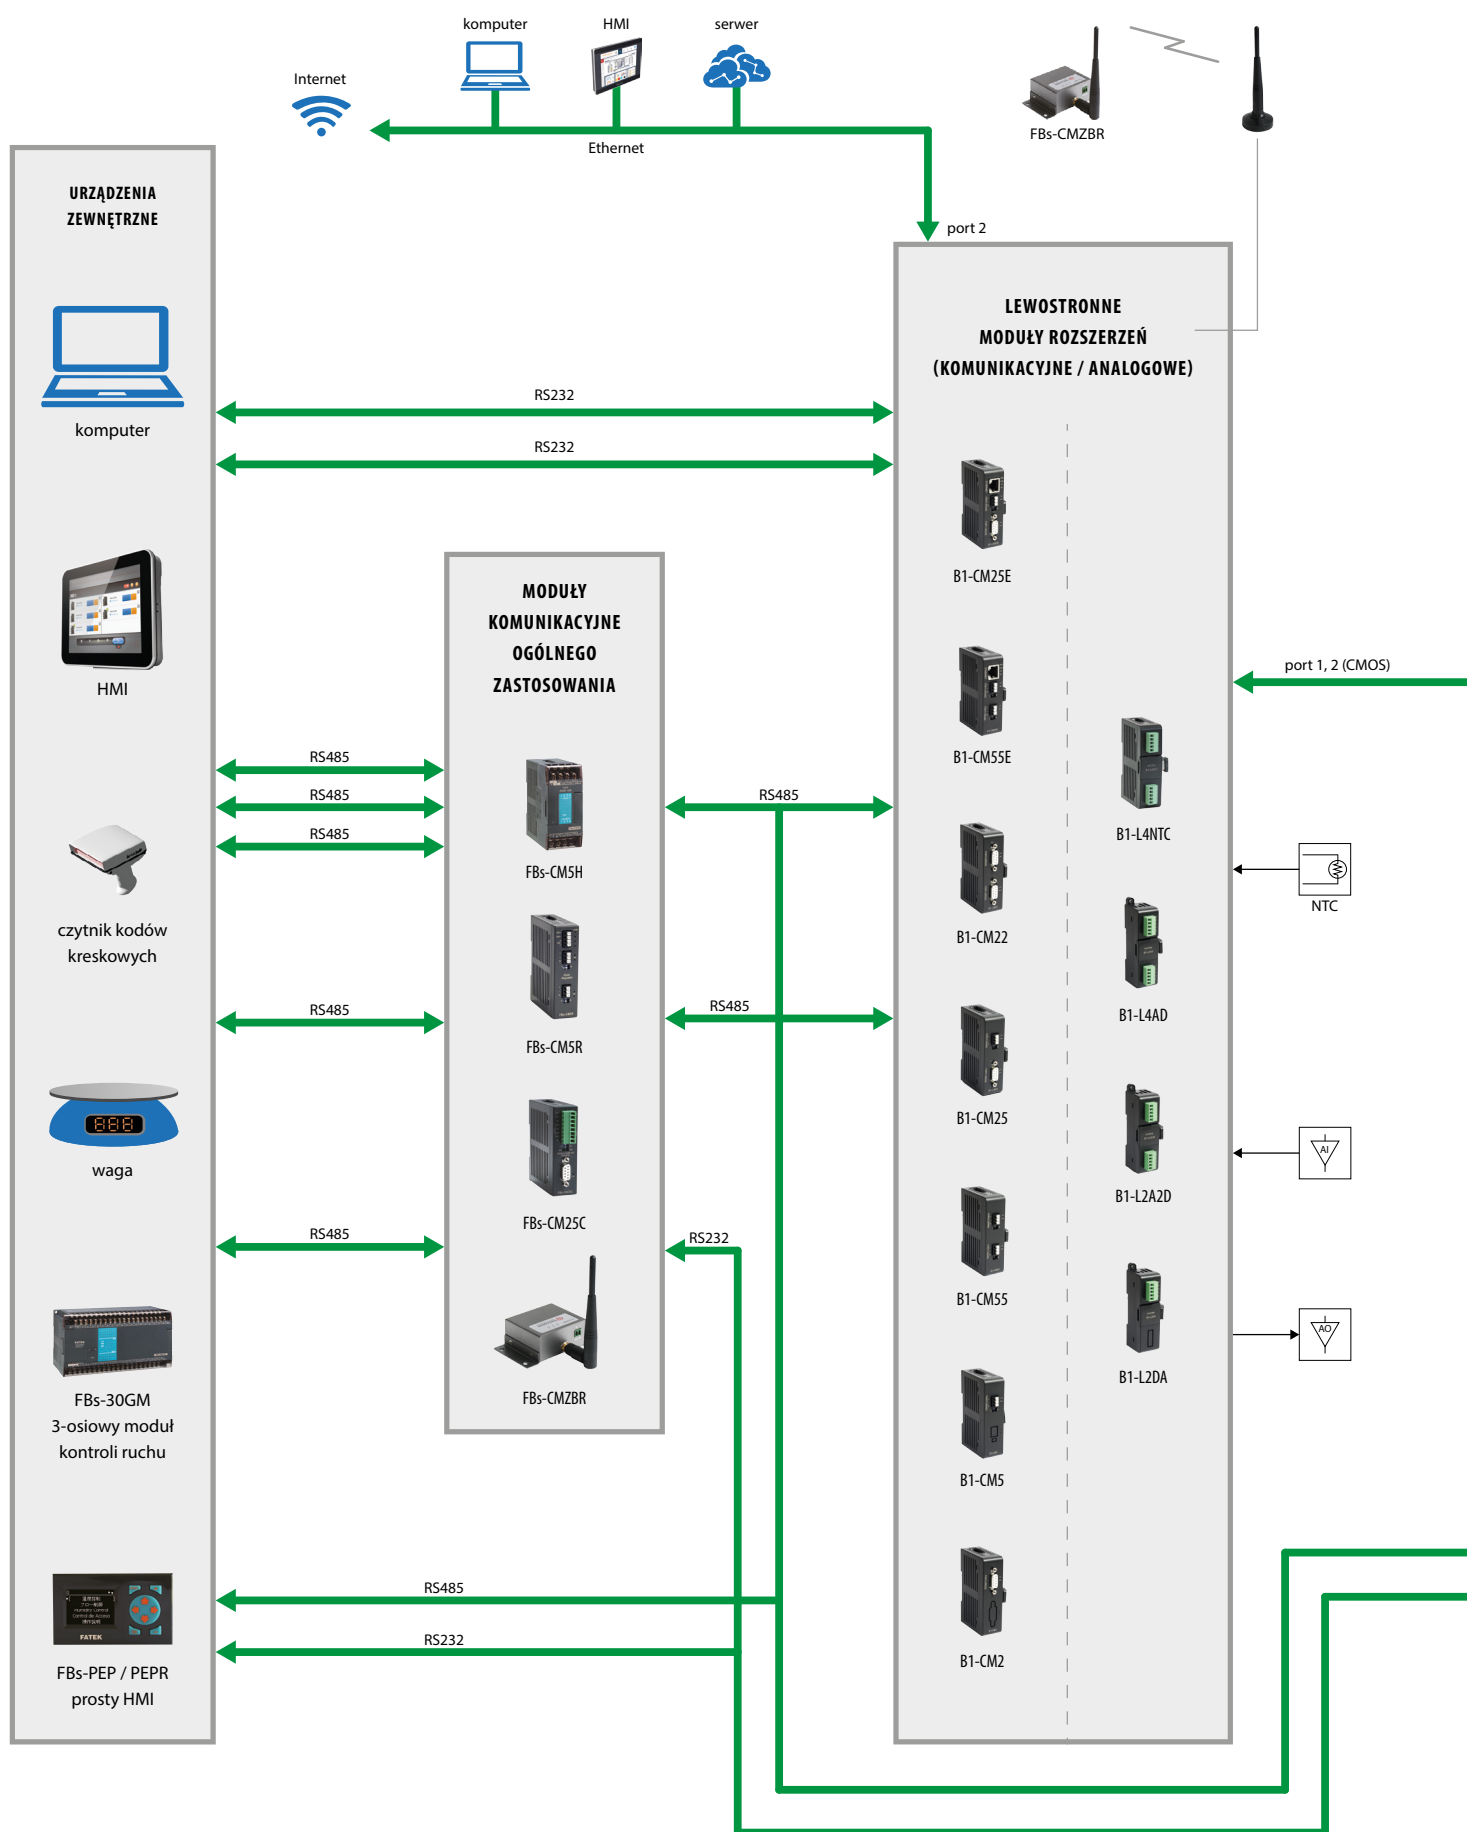 komputer
HMI
serwer
Internet
Ethernet
FBs-CMZBR
port 2
URZĄDZENIA
ZEWNĘTRZNE
komputer
HMI
czytnik kodów
kreskowych
waga
FBs-30GM
3-osiowy moduł
kontroli ruchu
FATEK
FBs-PEP / PEPR
prosty HMI
RS232
RS232
RS485
RS485
RS485
RS485
RS485
RS485
RS232
MODUŁY
KOMUNIKACYJNE
OGÓLNEGO
ZASTOSOWANIA
FBs-CM5H
FBs-CM5R
FBs-CM25C
FBs-CMZBR
RS485
RS485
RS232
LEWOSTRONNE
MODUŁY ROZSZERZEŃ
(KOMUNIKACYJNE / ANALOGOWE)
B1-CM25E
B1-CM55E
B1-CM22
B1-CM25
B1-CM55
B1-CM5
B1-CM2
B1-L4NTC
B1-L4AD
B1-L2A2D
B1-L2DA
port 1, 2 (CMOS)
NTC
AI
AO